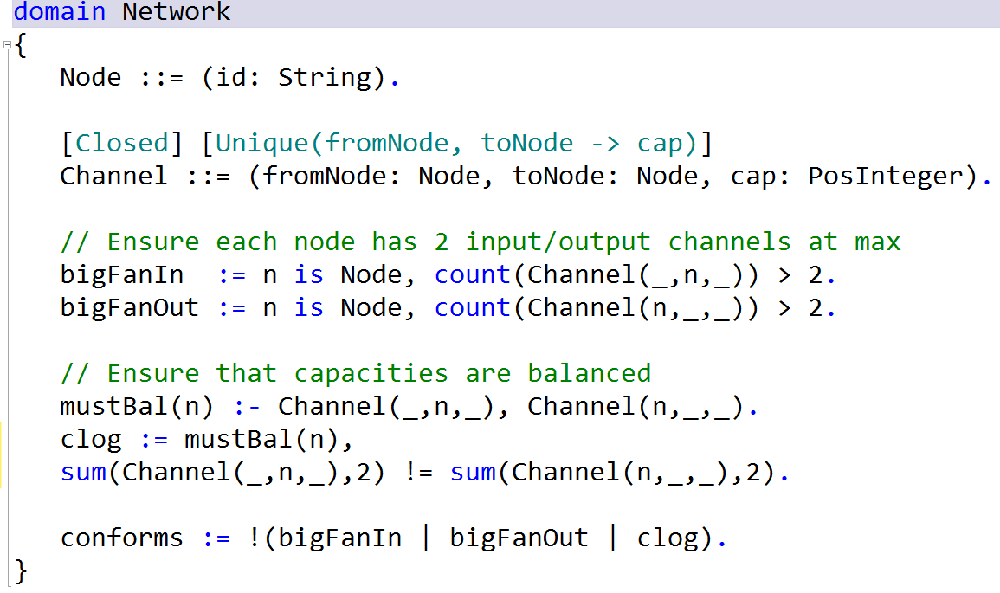 domain Network
{
Node ::= (id: String).
[Closed] [Unique(fromNode, toNode -> cap)]
Channel ::= (fromNode: Node, toNode: Node, cap: PosInteger).
// Ensure each node has 2 input/output channels at max
bigFanIn  := n is Node, count(Channel(_,n,_)) > 2.
bigFanOut := n is Node, count(Channel(n,_,_)) > 2.
// Ensure that capacities are balanced
mustBal(n) :- Channel(_,n,_), Channel(n,_,_).
clog := mustBal(n),
sum(Channel(_,n,_),2) != sum(Channel(n,_,_),2).
conforms := !(bigFanIn | bigFanOut | clog).
}